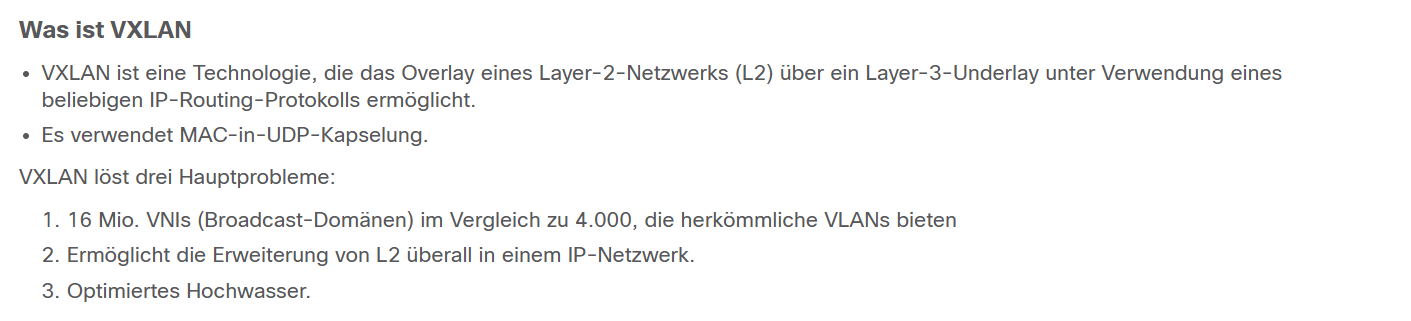 Was ist VXLAN
• VXLAN ist eine Technologie, die das Overlay eines Layer-2-Netzwerks (L2) über ein Layer-3-Underlay unter Verwendung eines
beliebigen IP-Routing-Protokolls ermöglicht.
• Es verwendet MAC-in-UDP-Kapselung.
VXLAN löst drei Hauptprobleme:
1. 16 Mio. VNIs (Broadcast-Domänen) im Vergleich zu 4.000, die herkömmliche VLANs bieten
2. Ermöglicht die Erweiterung von L2 überall in einem IP-Netzwerk.
3. Optimiertes Hochwasser.